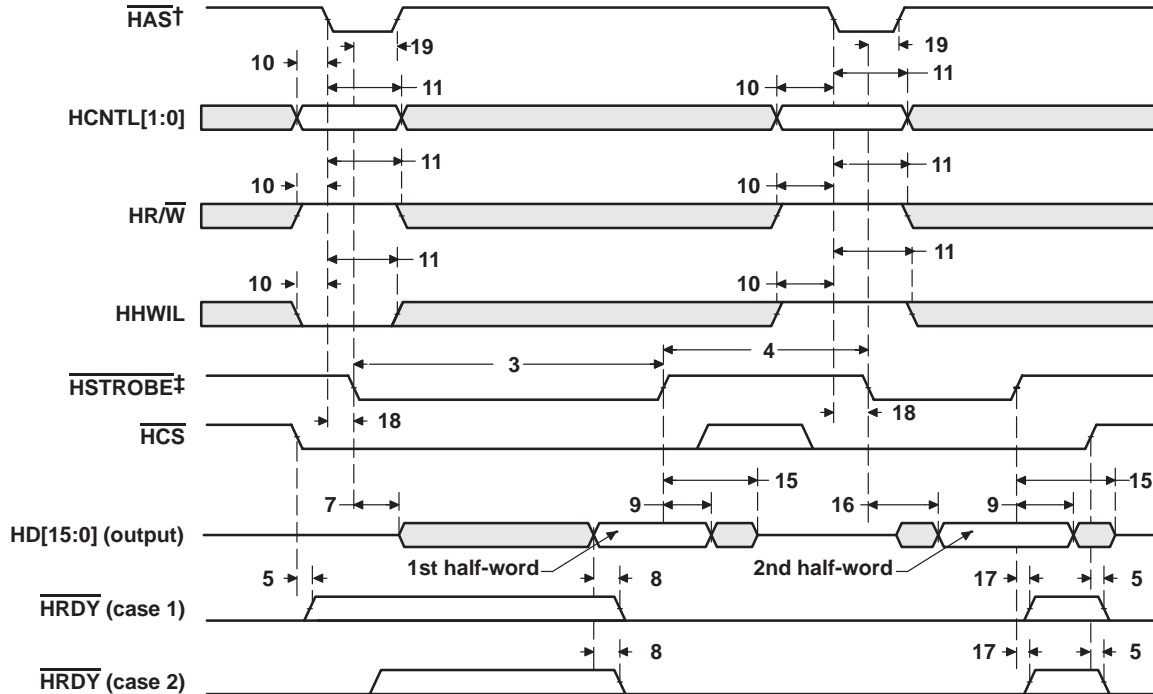 HAS†
19 19
10 11 10 11
HCNTL[1:0]
11 11
10 10
HR/W
11 11
10 10
HHWIL
3 4
HSTROBE‡
18 18
HCS
15 15
7 9 16 9
HD[15:0] (output)
1st half-word 2nd half-word
5 8 17 5
HRDY (case 1)
8 17 5
HRDY (case 2)